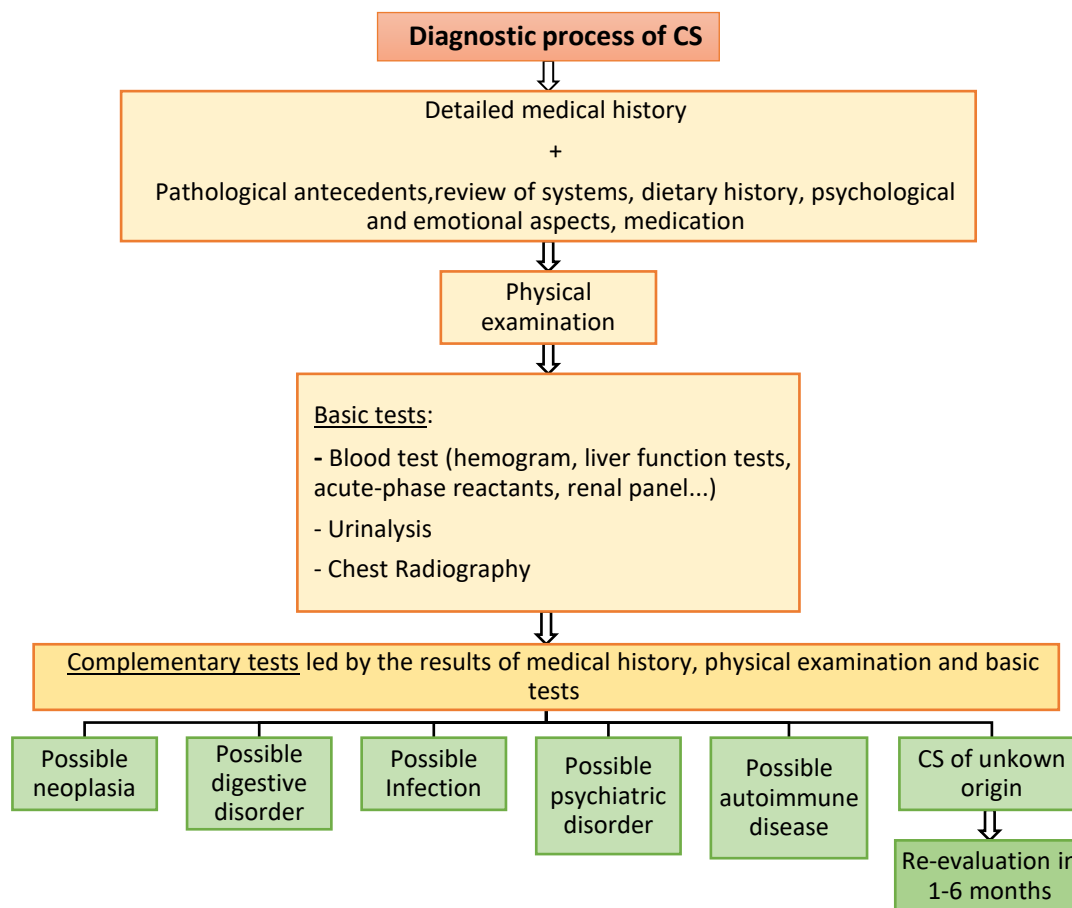 Diagnostic process of CS
Detailed medical history
+
Pathological antecedents,review of systems, dietary history, psychological
and emotional aspects, medication
Physical
examination
Basic tests:
- Blood test (hemogram, liver function tests,
acute-phase reactants, renal panel...)
- Urinalysis
- Chest Radiography
Complementary tests led by the results of medical history, physical examination and basic
tests
Possible
neoplasia
Possible
digestive
disorder
Possible
Infection
Possible
psychiatric
disorder
Possible
autoimmune
disease
CS of unkown
origin
Re-evaluation in
1-6 months